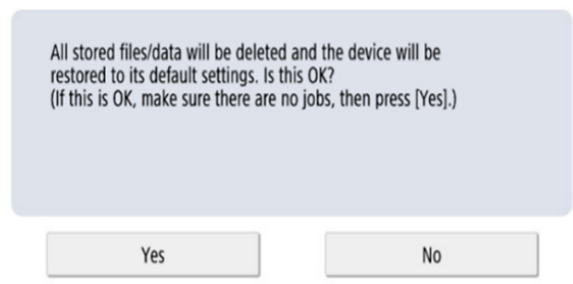 All stored files/data will be deleted and the device will be
restored to its default settings. Is this OK?
(If this is OK, make sure there are no jobs, then press [Yes].)
Yes
No